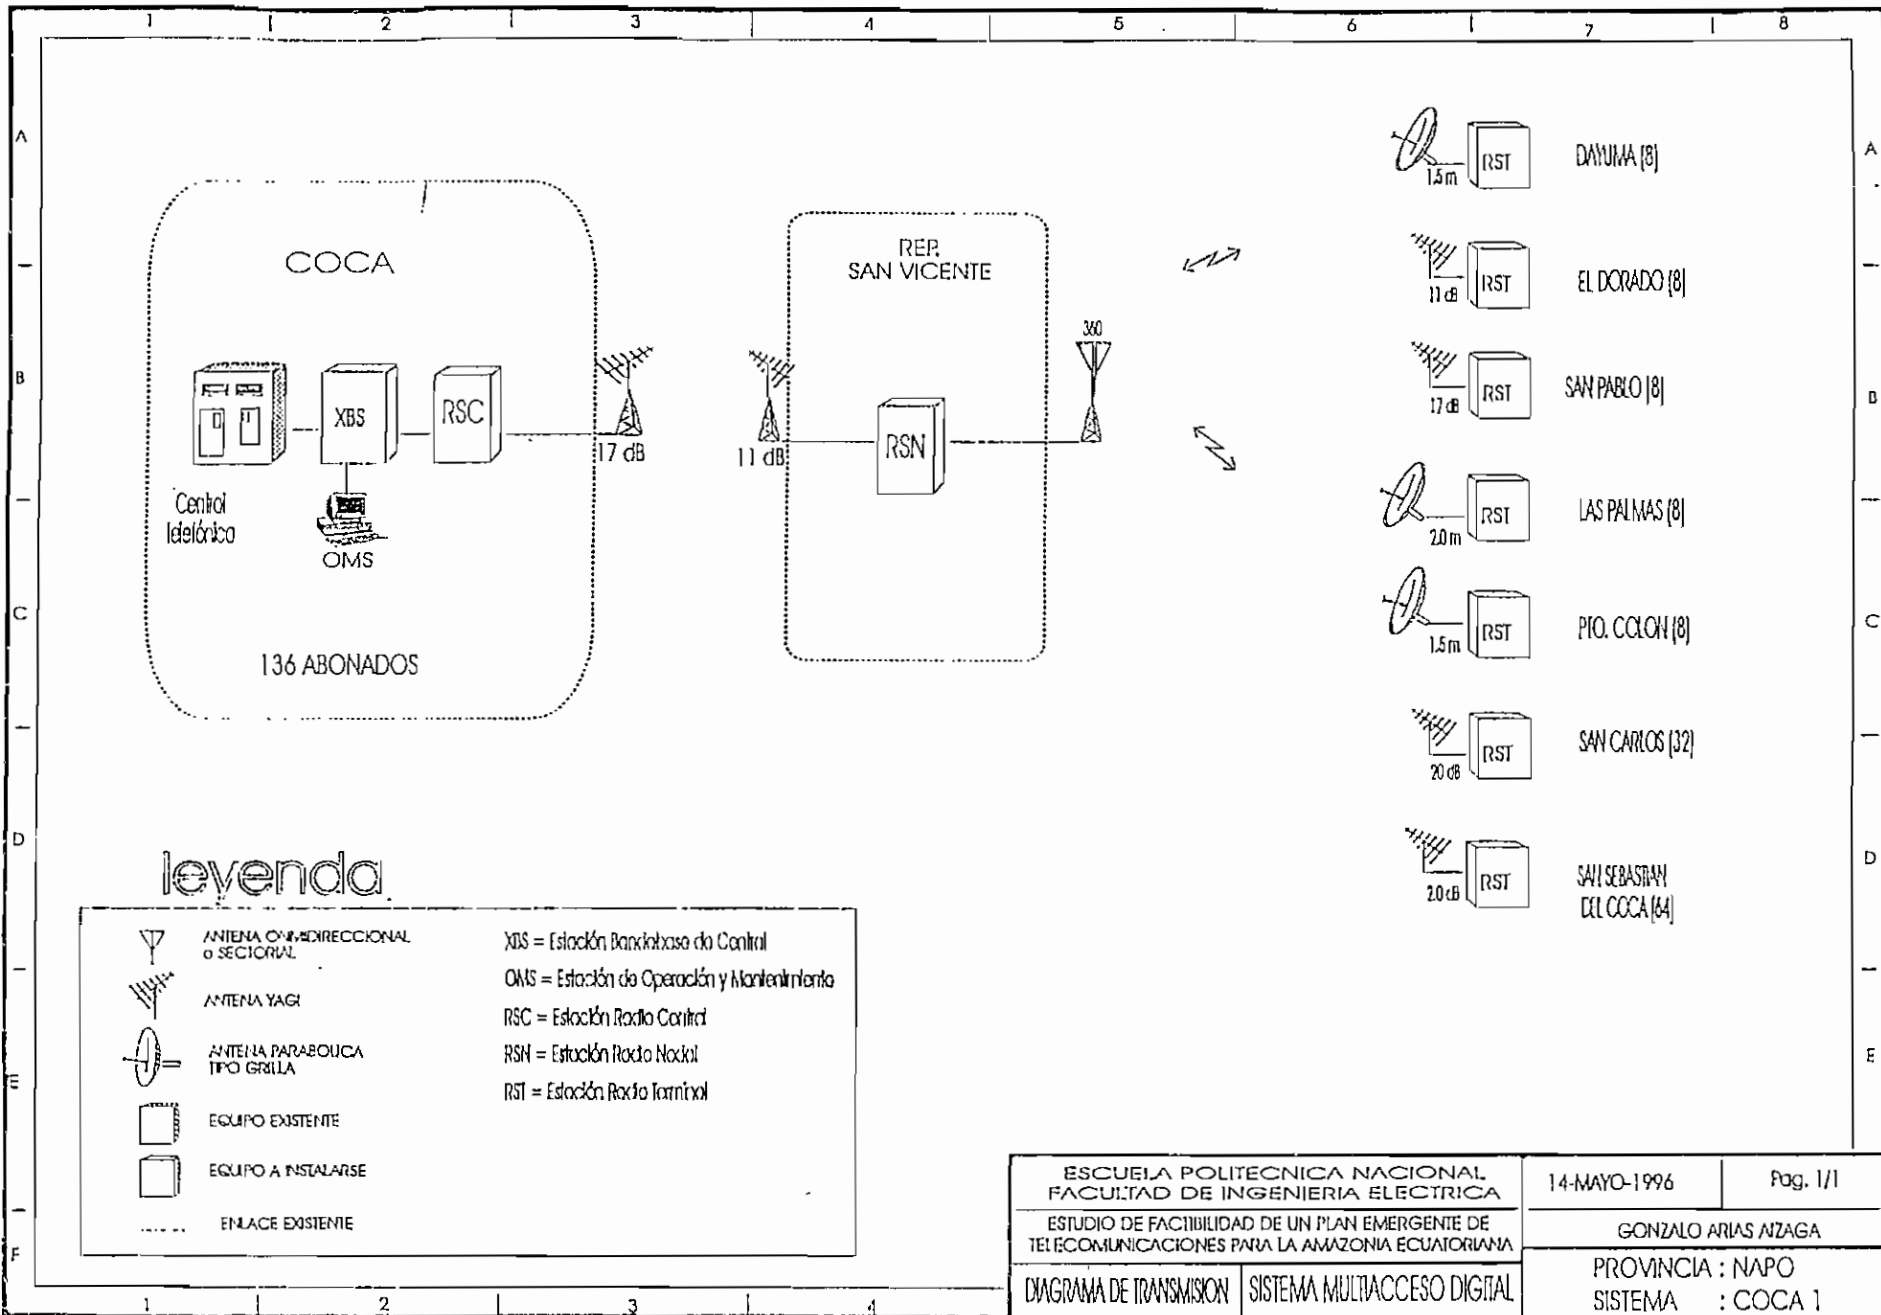 1 2 3 5 6 7 8
A A
COCA
REP.
SAN VICENTE
RST
1.5 m
DAYUMA (8)
RST
11 dB
EL DORADO (8)
B B
Central
telefónica
XBS
RSC
OMS
17 dB
11 dB
RSN
360
RST
17 dB
SAN PABLO (8)
RST
2.0 m
LAS PALMAS (8)
C C
136 ABONADOS
RST
1.5 m
PTO. COLON (8)
RST
20 dB
SAN CARLOS (32)
D D
RST
2.0 dB
SAN SEBASTIAN
DEL COCA (64)
leyenda
ANTENA OMNIDIRECCIONAL
o SECTORIAL
ANTENA YAGI
ANTENA PARABOLICA
TIPO GRILLA
EQUIPO EXISTENTE
EQUIPO A INSTALARSE
ENLACE EXISTENTE
XBS = Estación Bandabase de Central
OMS = Estación de Operación y Mantenimiento
RSC = Estación Radio Central
RSN = Estación Radio Nodal
RST = Estación Radio Terminal
E E
F
ESCUELA POLITECNICA NACIONAL
FACULTAD DE INGENIERIA ELECTRICA
14-MAYO-1996
Pag. 1/1
ESTUDIO DE FACTIBILIDAD DE UN PLAN EMERGENTE DE
TELECOMUNICACIONES PARA LA AMAZONIA ECUATORIANA
GONZALO ARIAS AIZAGA
DIAGRAMA DE TRANSMISION
SISTEMA MULTIACCESO DIGITAL
PROVINCIA : NAPO
SISTEMA : COCA 1
1 2 3 4